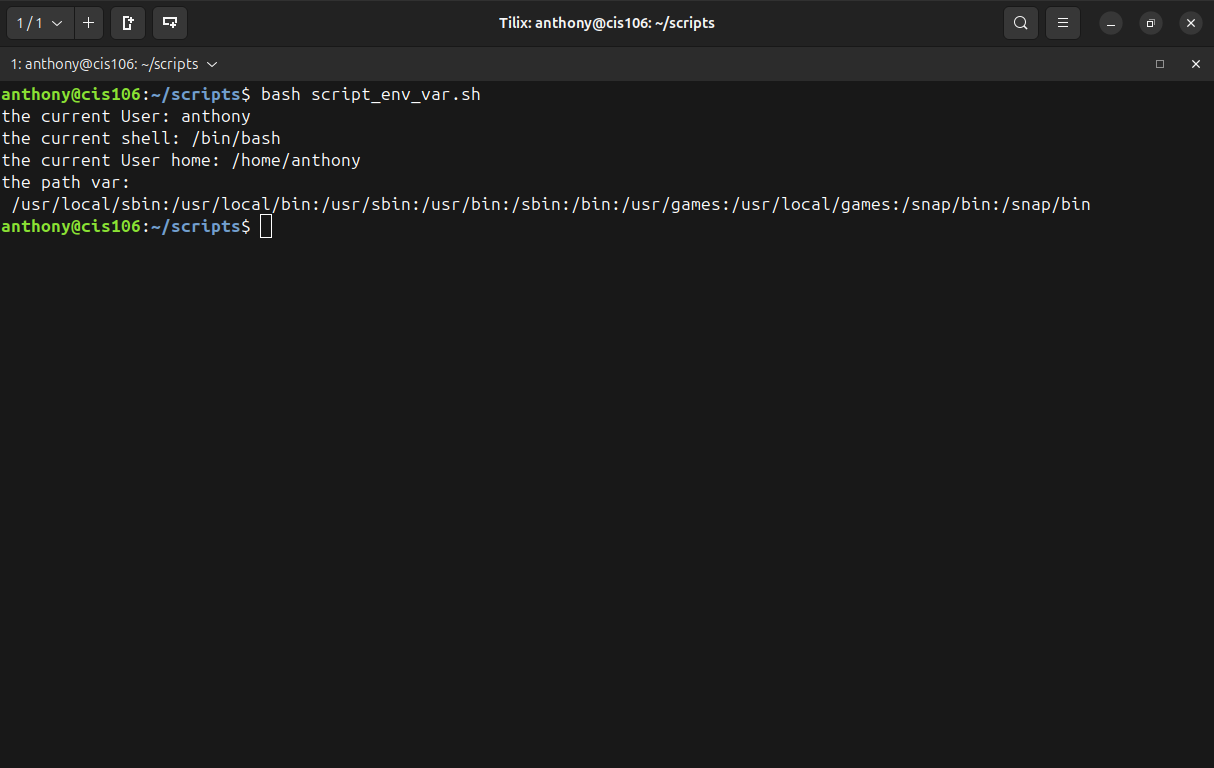 1 / 1
Tilix: anthony@cis106: ~/scripts
1: anthony@cis106: ~/scripts
anthony@cis106:~/scripts$ bash script_env_var.sh
the current User: anthony
the current shell: /bin/bash
the current User home: /home/anthony
the path var:
/usr/local/sbin:/usr/local/bin:/usr/sbin:/usr/bin:/sbin:/bin:/usr/games:/usr/local/games:/snap/bin:/snap/bin
anthony@cis106:~/scripts$